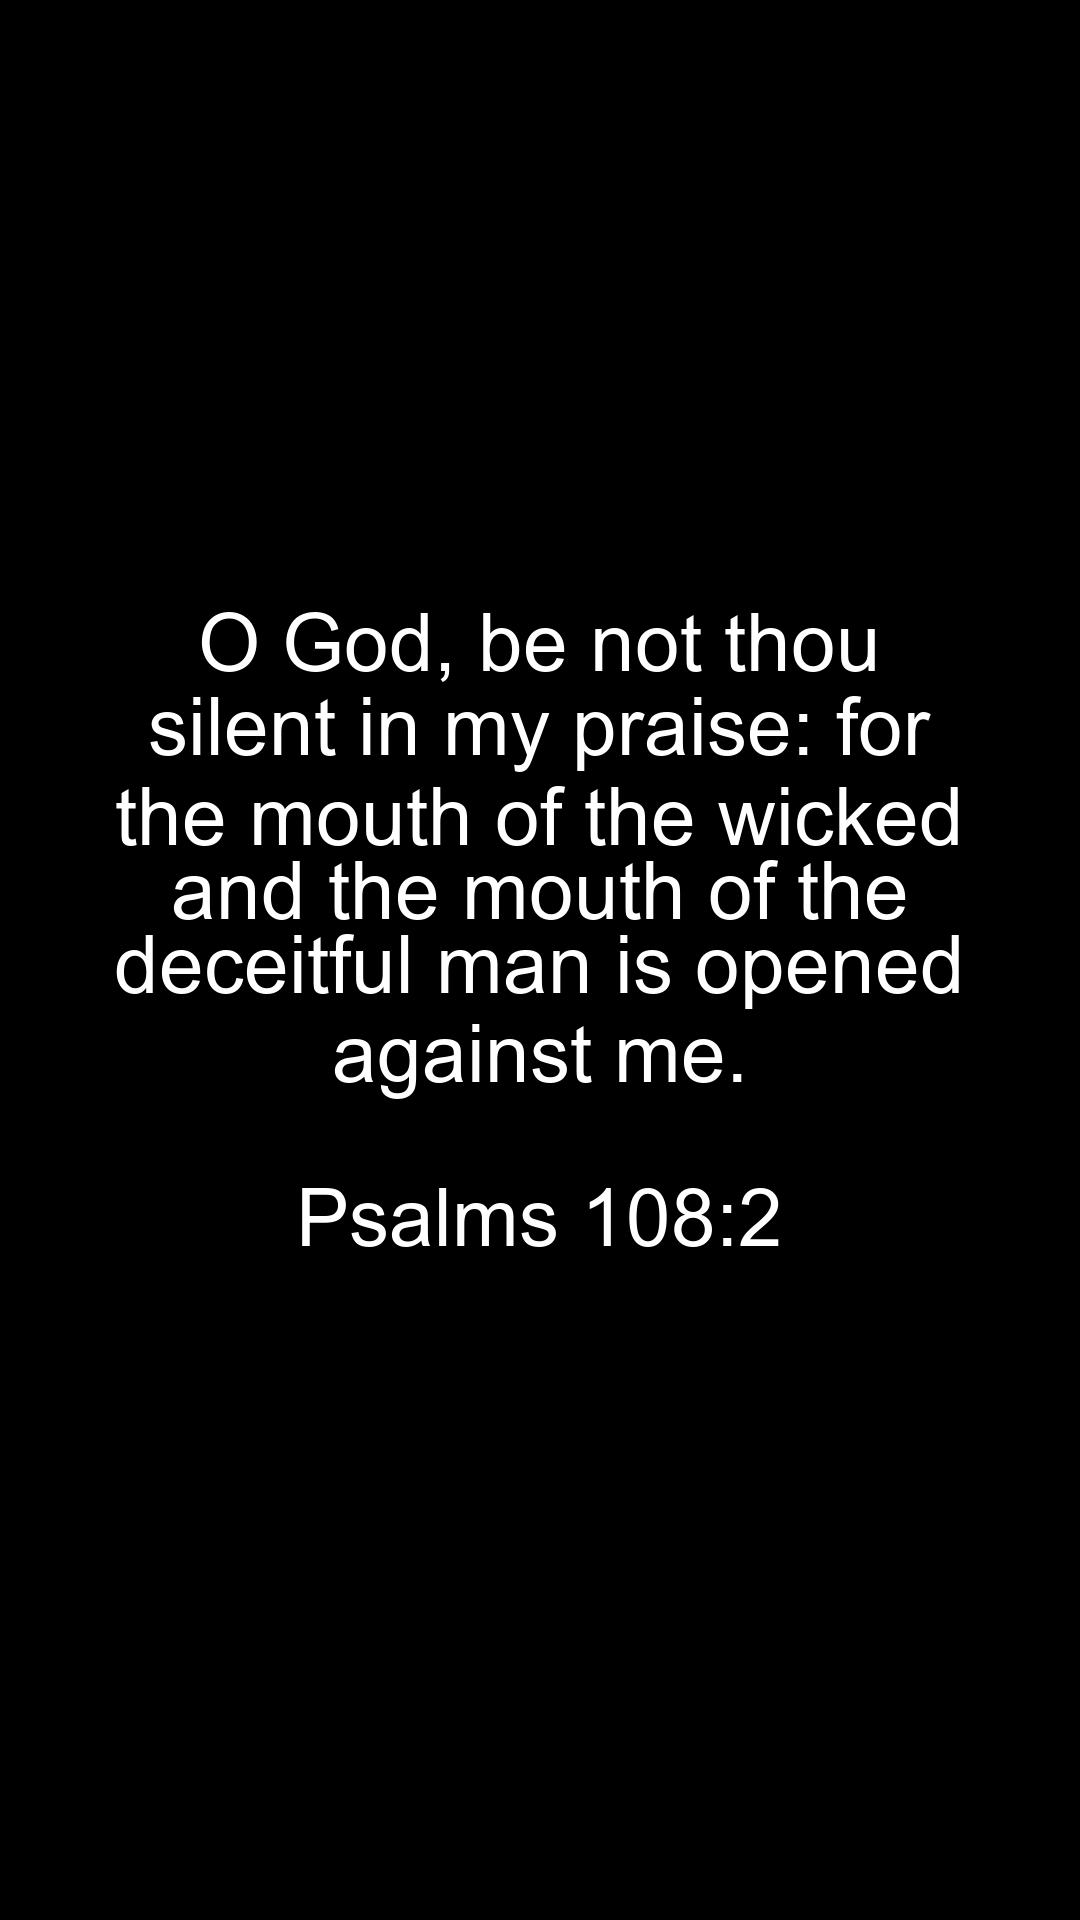 O God, be not thou
silent in my praise: for
the mouth of the wicked
and the mouth of the
deceitful man is opened
against me.
Psalms 108:2